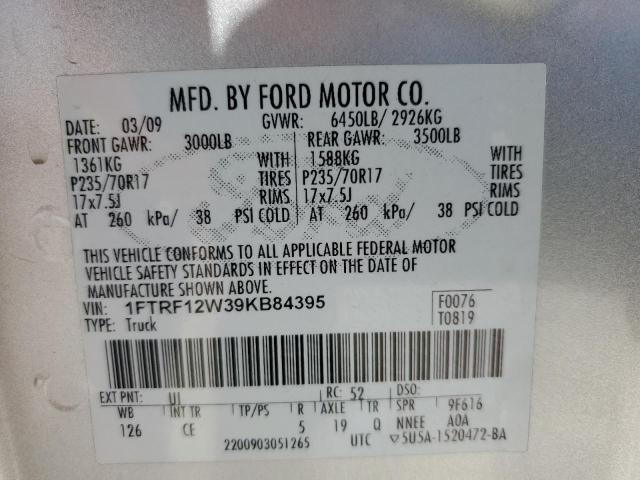 MFD. BY FORD MOTOR CO.
DATE: 03/09 GVWR: 6450LB/ 2926KG
FRONT GAWR: 3000LB REAR GAWR: 3500LB
1361KG WITH 1588KG WITH
P235/70R17 TIRES P235/70R17 TIRES
17x7.5J RIMS 17x7.5J RIMS
AT 260 kPa/ 38 PSI COLD AT 260 kPa/ 38 PSI COLD
THIS VEHICLE CONFORMS TO ALL APPLICABLE FEDERAL MOTOR
VEHICLE SAFETY STANDARDS IN EFFECT ON THE DATE OF
MANUFACTURE SHOWN ABOVE.
VIN: 1FTRF12W39KB84395 F0076
TYPE: Truck T0819
EXT PNT: UI RC: 52 DSO:
WB INT TR TP/PS R AXLE TR SPR 9F616
126 CE 5 19 Q NNEE A0A
2200903051265 UTC ▽5U5A-1520472-BA